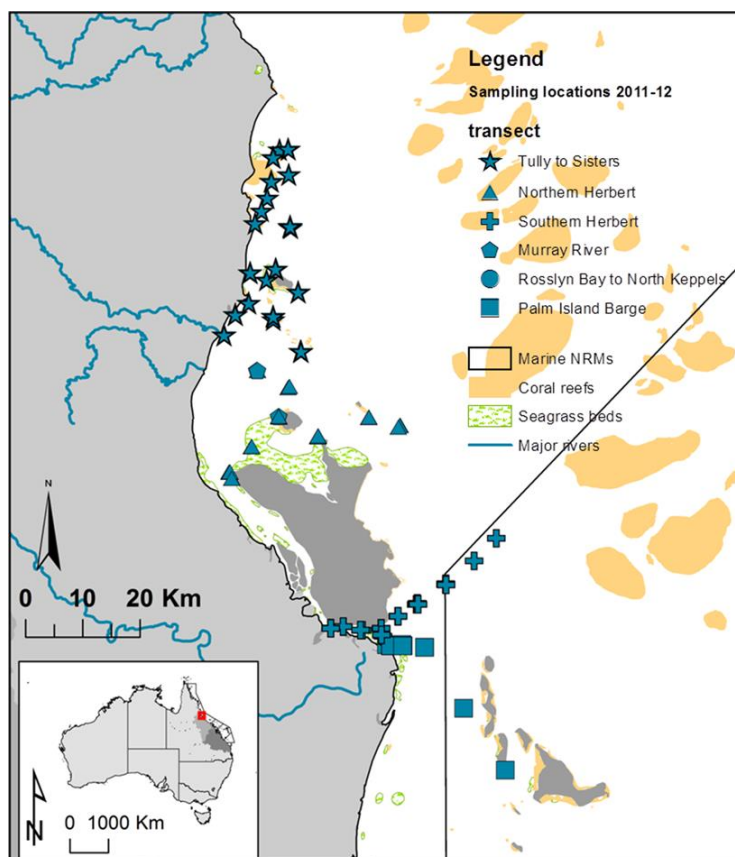 Legend
Sampling locations 2011-12
transect
Tully to Sisters
Northern Herbert
Southern Herbert
Murray River
Rosslyn Bay to North Keppels
Palm Island Barge
Marine NRMs
Coral reefs
Seagrass beds
Major rivers
N
0 10 20 Km
N
0 1000 Km